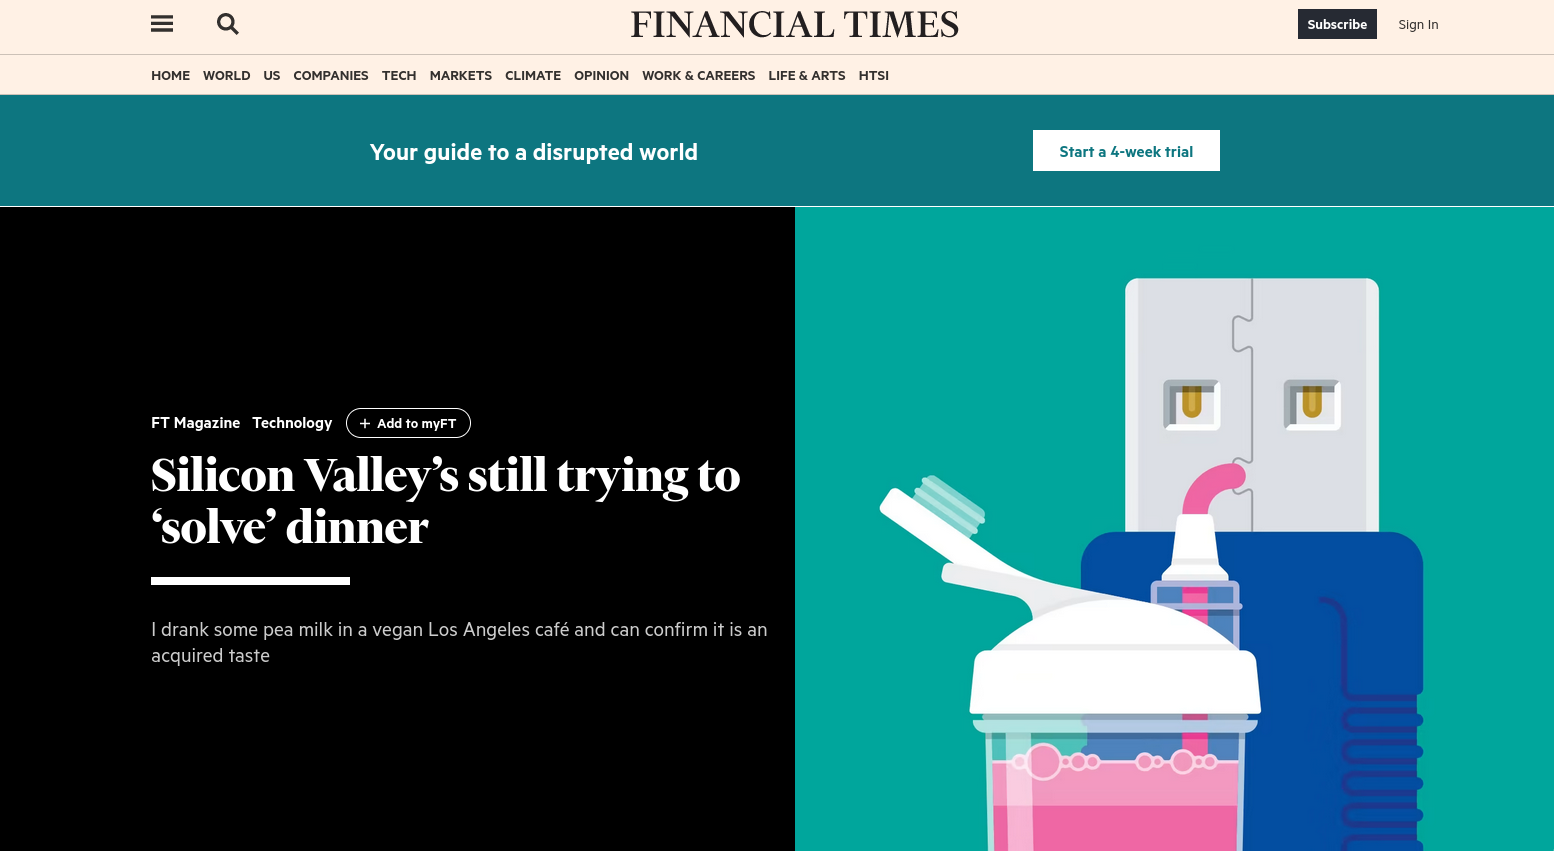 FINANCIAL TIMES
Subscribe
Sign In
HOME WORLD US COMPANIES TECH MARKETS CLIMATE OPINION WORK & CAREERS LIFE & ARTS HTSI
Your guide to a disrupted world
Start a 4-week trial
FT Magazine Technology + Add to myFT
Silicon Valley’s still trying to
‘solve’ dinner
I drank some pea milk in a vegan Los Angeles café and can confirm it is an
acquired taste